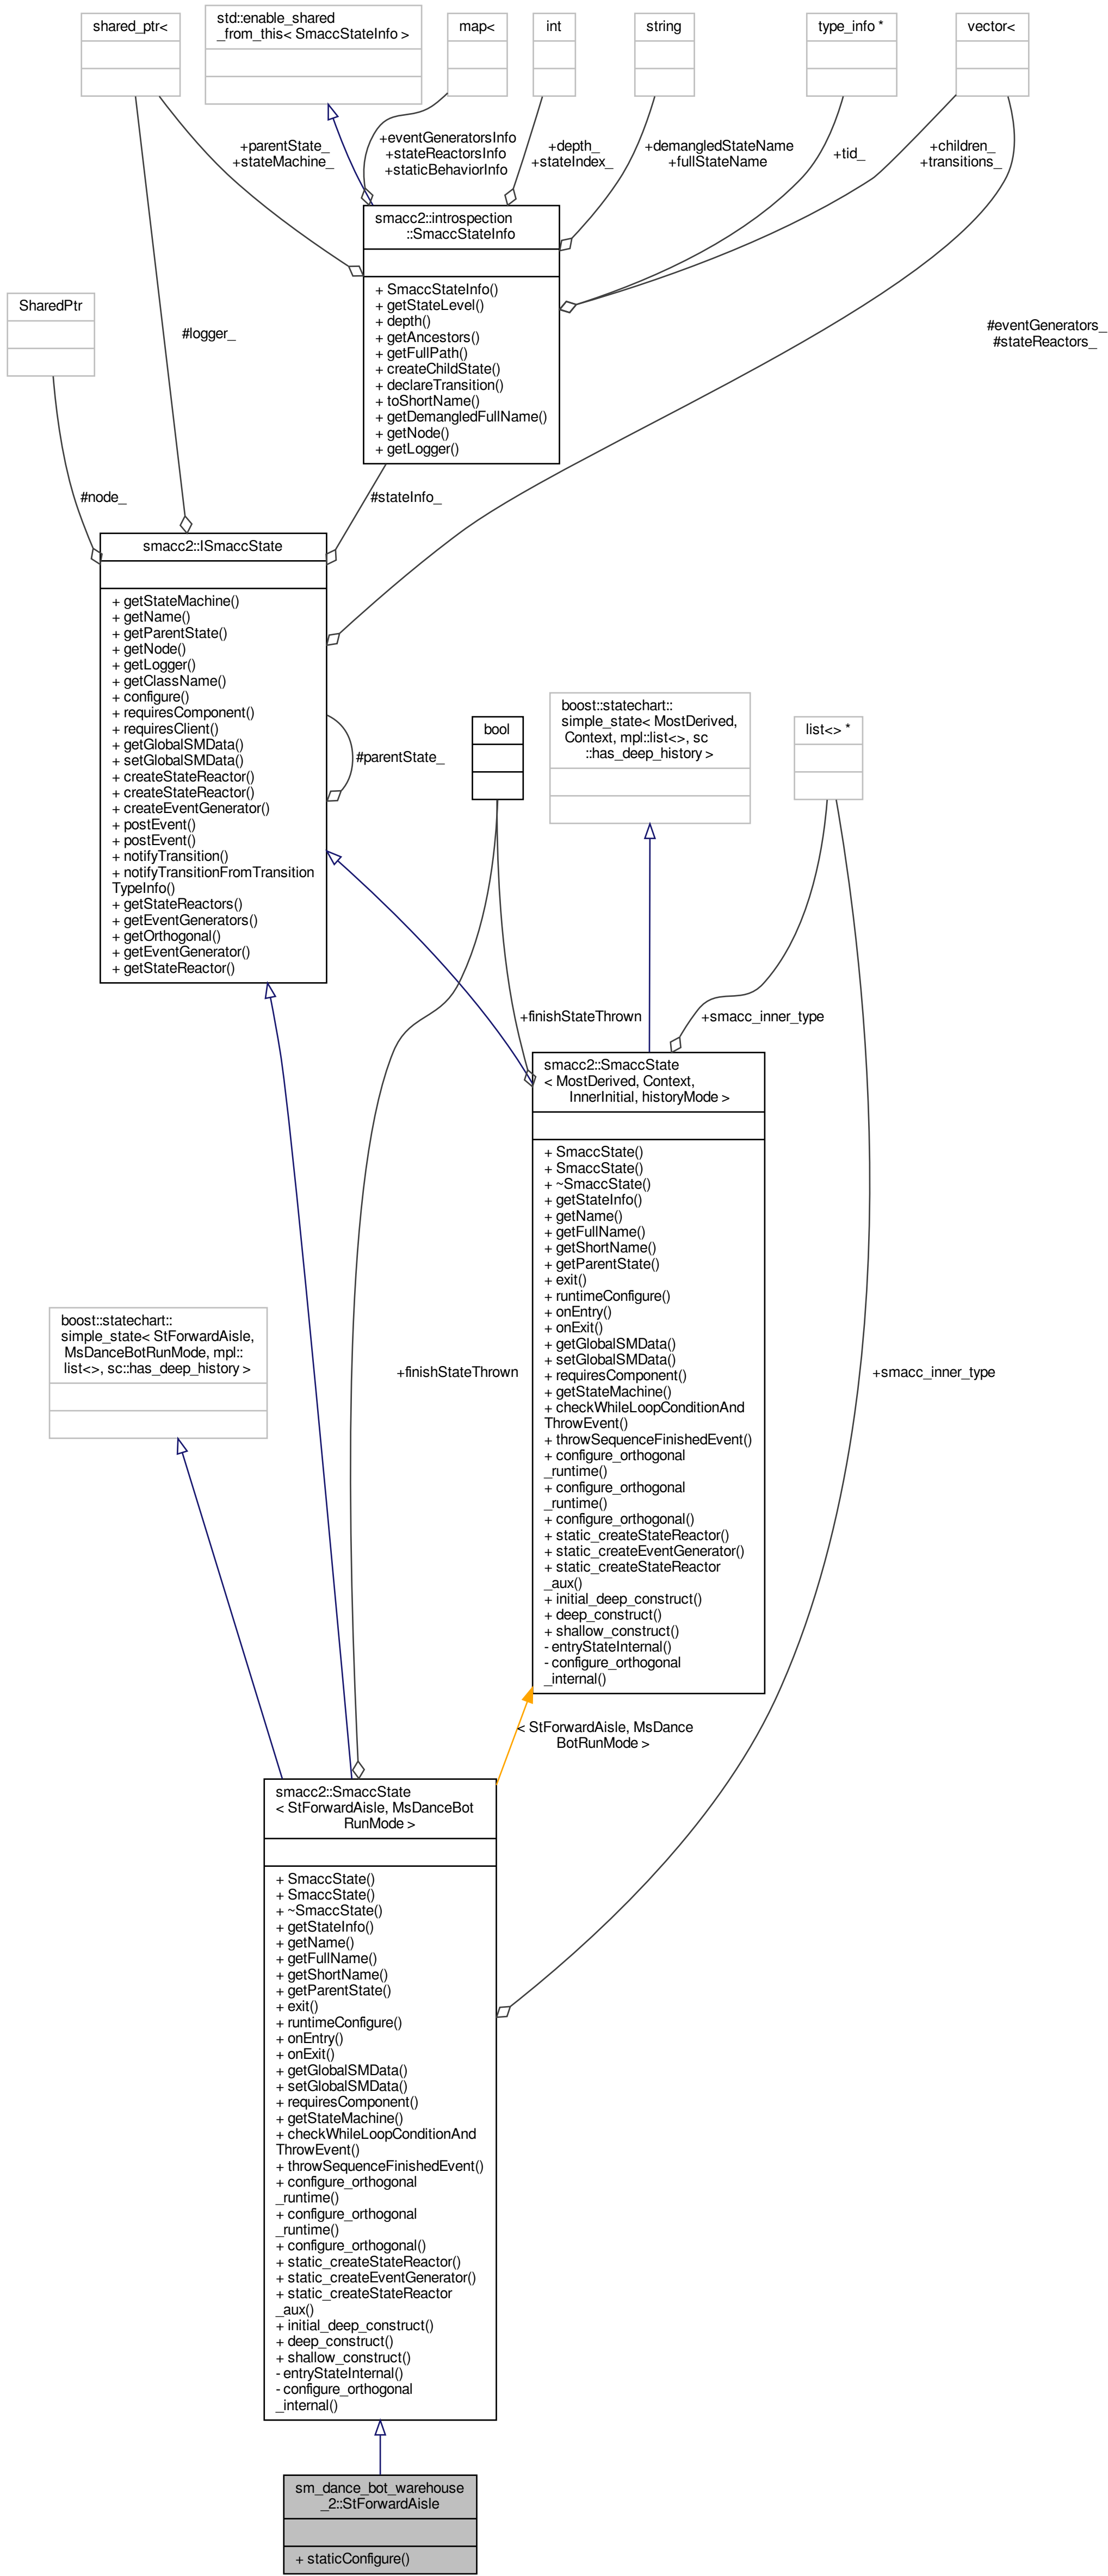 shared_ptr<
std::enable_shared
_from_this< SmaccStateInfo >
map<
int
string
type_info *
vector<
+parentState_
+stateMachine_
+eventGeneratorsInfo
+stateReactorsInfo
+staticBehaviorInfo
+depth_
+stateIndex_
+demangledStateName
+fullStateName
+tid_
+children_
+transitions_
smacc2::introspection
::SmaccStateInfo
+ SmaccStateInfo()
+ getStateLevel()
+ depth()
+ getAncestors()
+ getFullPath()
+ createChildState()
+ declareTransition()
+ toShortName()
+ getDemangledFullName()
+ getNode()
+ getLogger()
SharedPtr
#logger_
#eventGenerators_
#stateReactors_
#node_
#stateInfo_
smacc2::ISmaccState
+ getStateMachine()
+ getName()
+ getParentState()
+ getNode()
+ getLogger()
+ getClassName()
+ configure()
+ requiresComponent()
+ requiresClient()
+ getGlobalSMData()
+ setGlobalSMData()
+ createStateReactor()
+ createStateReactor()
+ createEventGenerator()
+ postEvent()
+ postEvent()
+ notifyTransition()
+ notifyTransitionFromTransition
TypeInfo()
+ getStateReactors()
+ getEventGenerators()
+ getOrthogonal()
+ getEventGenerator()
+ getStateReactor()
#parentState_
bool
boost::statechart::
simple_state< MostDerived,
Context, mpl::list<>, sc
::has_deep_history >
list<> *
+finishStateThrown
+smacc_inner_type
smacc2::SmaccState
< MostDerived, Context,
InnerInitial, historyMode >
+ SmaccState()
+ SmaccState()
+ ~SmaccState()
+ getStateInfo()
+ getName()
+ getFullName()
+ getShortName()
+ getParentState()
+ exit()
+ runtimeConfigure()
+ onEntry()
+ onExit()
+ getGlobalSMData()
+ setGlobalSMData()
+ requiresComponent()
+ getStateMachine()
+ checkWhileLoopConditionAnd
ThrowEvent()
+ throwSequenceFinishedEvent()
+ configure_orthogonal
_runtime()
+ configure_orthogonal
_runtime()
+ configure_orthogonal()
+ static_createStateReactor()
+ static_createEventGenerator()
+ static_createStateReactor
_aux()
+ initial_deep_construct()
+ deep_construct()
+ shallow_construct()
- entryStateInternal()
- configure_orthogonal
_internal()
boost::statechart::
simple_state< StForwardAisle,
MsDanceBotRunMode, mpl::
list<>, sc::has_deep_history >
+finishStateThrown
+smacc_inner_type
< StForwardAisle, MsDance
BotRunMode >
smacc2::SmaccState
< StForwardAisle, MsDanceBot
RunMode >
+ SmaccState()
+ SmaccState()
+ ~SmaccState()
+ getStateInfo()
+ getName()
+ getFullName()
+ getShortName()
+ getParentState()
+ exit()
+ runtimeConfigure()
+ onEntry()
+ onExit()
+ getGlobalSMData()
+ setGlobalSMData()
+ requiresComponent()
+ getStateMachine()
+ checkWhileLoopConditionAnd
ThrowEvent()
+ throwSequenceFinishedEvent()
+ configure_orthogonal
_runtime()
+ configure_orthogonal
_runtime()
+ configure_orthogonal()
+ static_createStateReactor()
+ static_createEventGenerator()
+ static_createStateReactor
_aux()
+ initial_deep_construct()
+ deep_construct()
+ shallow_construct()
- entryStateInternal()
- configure_orthogonal
_internal()
sm_dance_bot_warehouse
_2::StForwardAisle
+ staticConfigure()